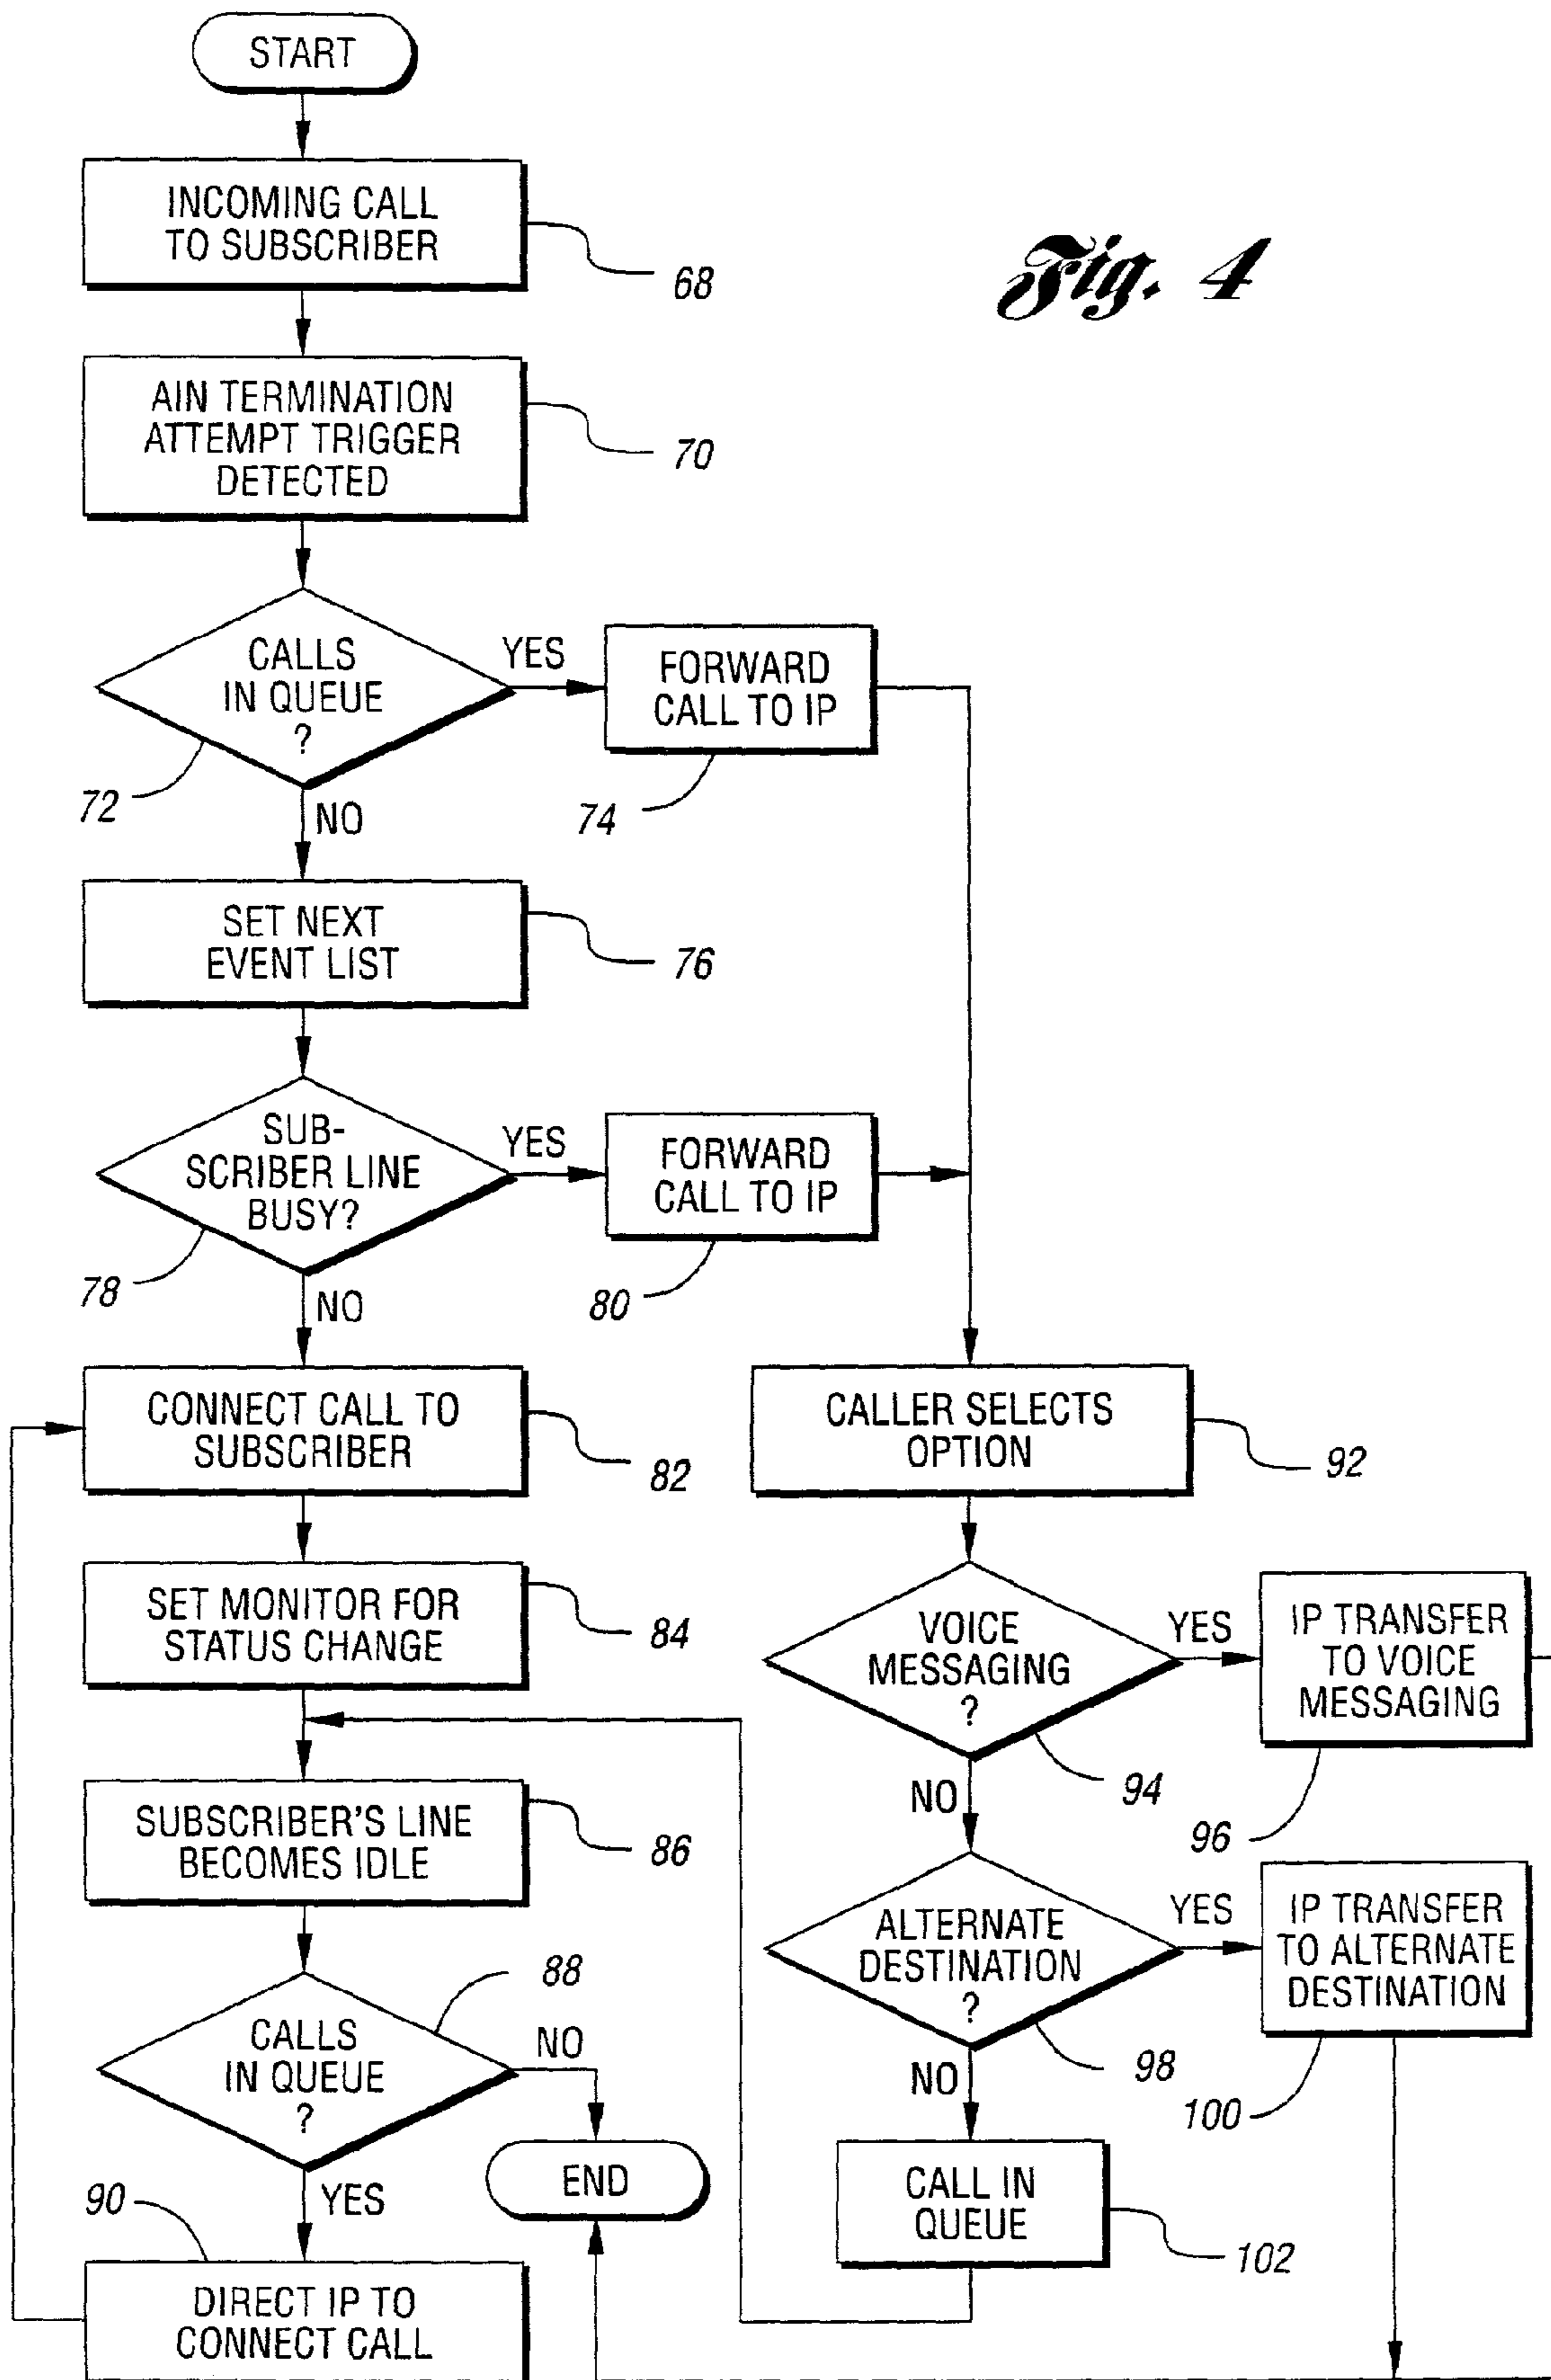 START
INCOMING CALL
TO SUBSCRIBER
68
Fig. 4
AIN TERMINATION
ATTEMPT TRIGGER
DETECTED
70
CALLS
IN QUEUE
?
72
YES
FORWARD
CALL TO IP
74
NO
SET NEXT
EVENT LIST
76
SUB-
SCRIBER LINE
BUSY?
78
YES
FORWARD
CALL TO IP
80
NO
CONNECT CALL TO
SUBSCRIBER
82
CALLER SELECTS
OPTION
92
SET MONITOR FOR
STATUS CHANGE
84
VOICE
MESSAGING
?
94
YES
IP TRANSFER
TO VOICE
MESSAGING
96
NO
SUBSCRIBER'S LINE
BECOMES IDLE
86
ALTERNATE
DESTINATION
?
98
YES
IP TRANSFER
TO ALTERNATE
DESTINATION
100
NO
CALLS
IN QUEUE
?
88
NO
END
YES
CALL IN
QUEUE
102
90
DIRECT IP TO
CONNECT CALL